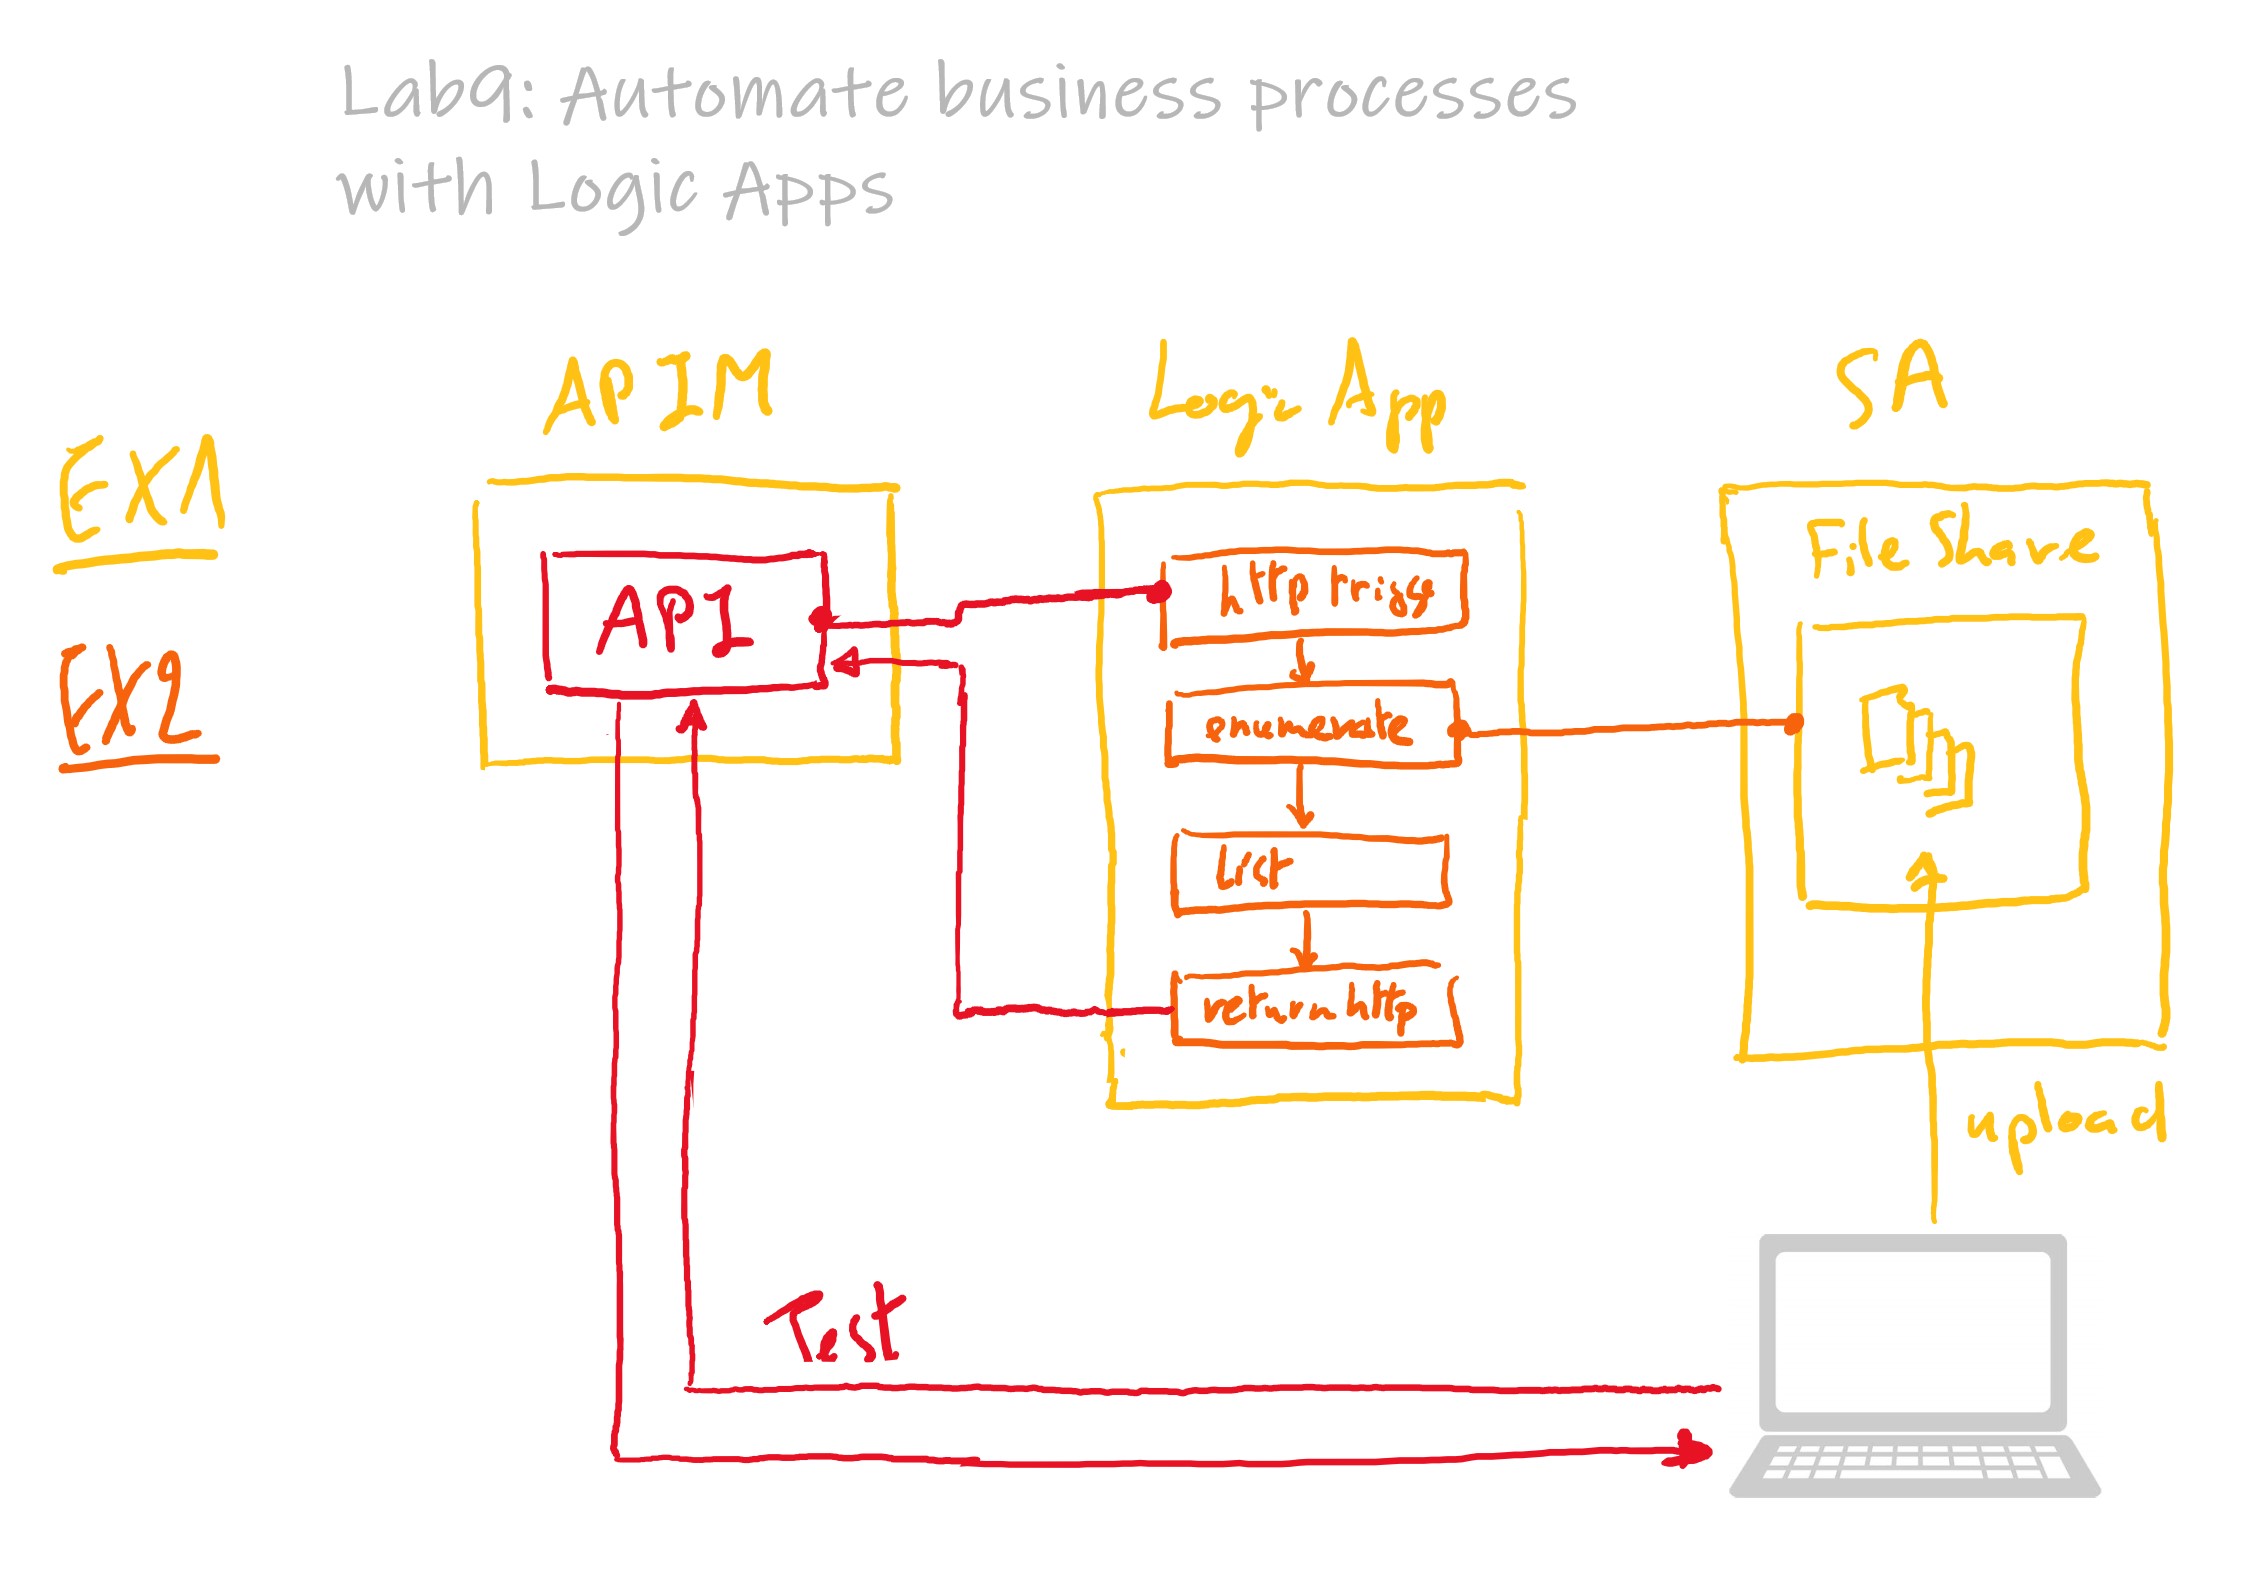 Lab9: Automate business processes
with Logic Apps
APIM
Logic App
SA
EX1
EX2
API
http trigg
enumerate
List
return http
File Share
upload
Test